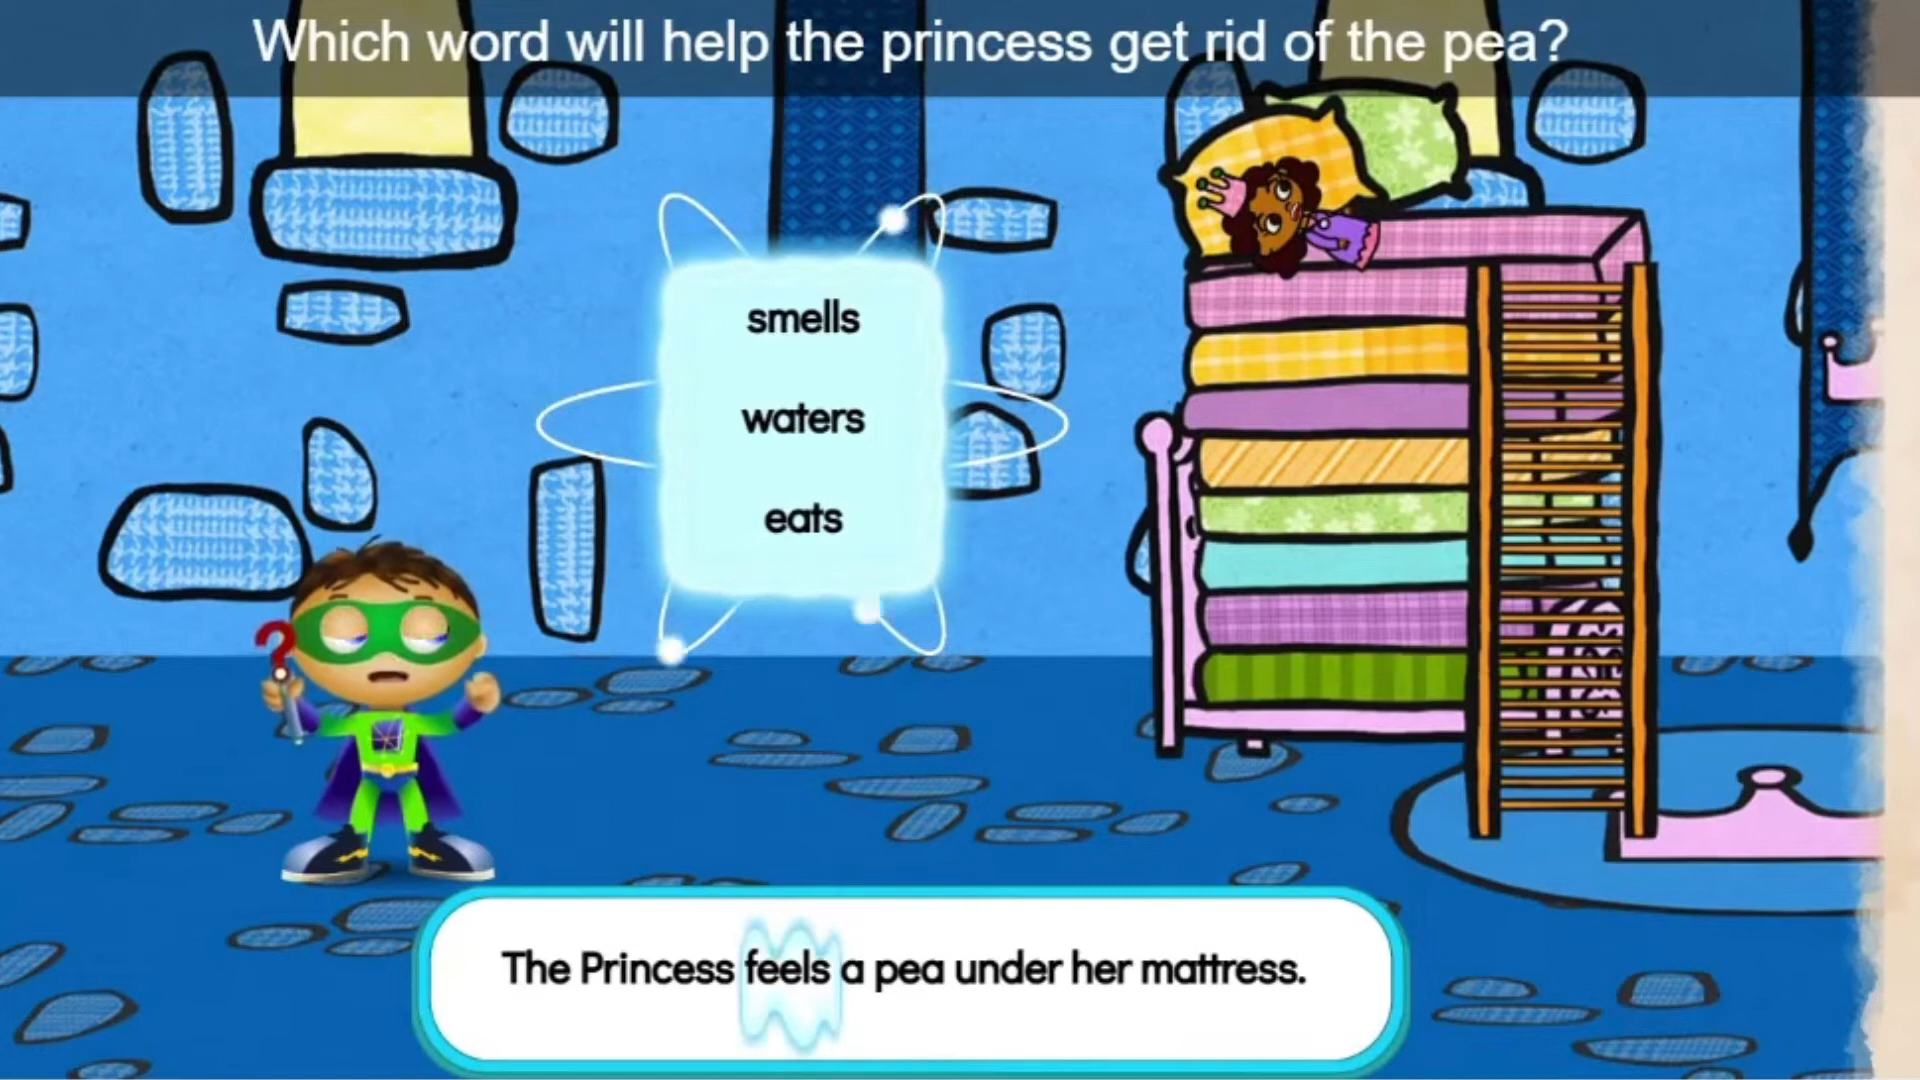 Which word will help the princess get rid of the pea?
smells
waters
eats
?
The Princess feels a pea under her mattress.